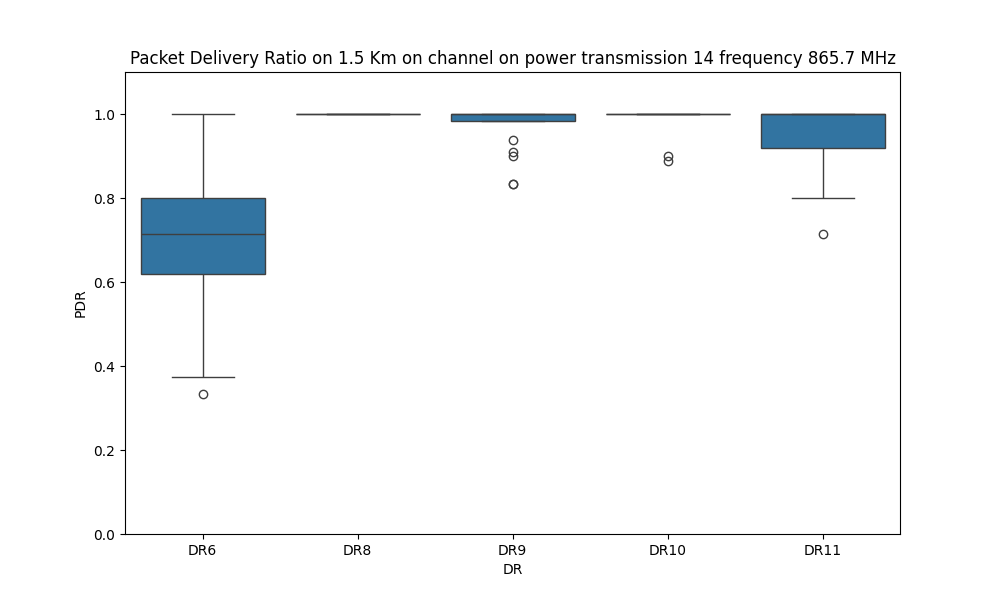 Packet Delivery Ratio on 1.5 Km on channel on power transmission 14 frequency 865.7 MHz
1.0
0.8
0.6
0.4
0.2
0.0
PDR
DR6 DR8 DR9 DR10 DR11
DR